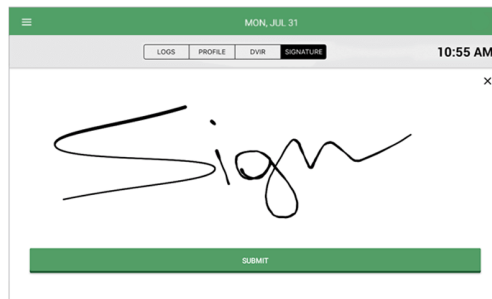 MON, JUL 31
LOGS PROFILE DVIR SIGNATURE 10:55 AM
Sign
SUBMIT